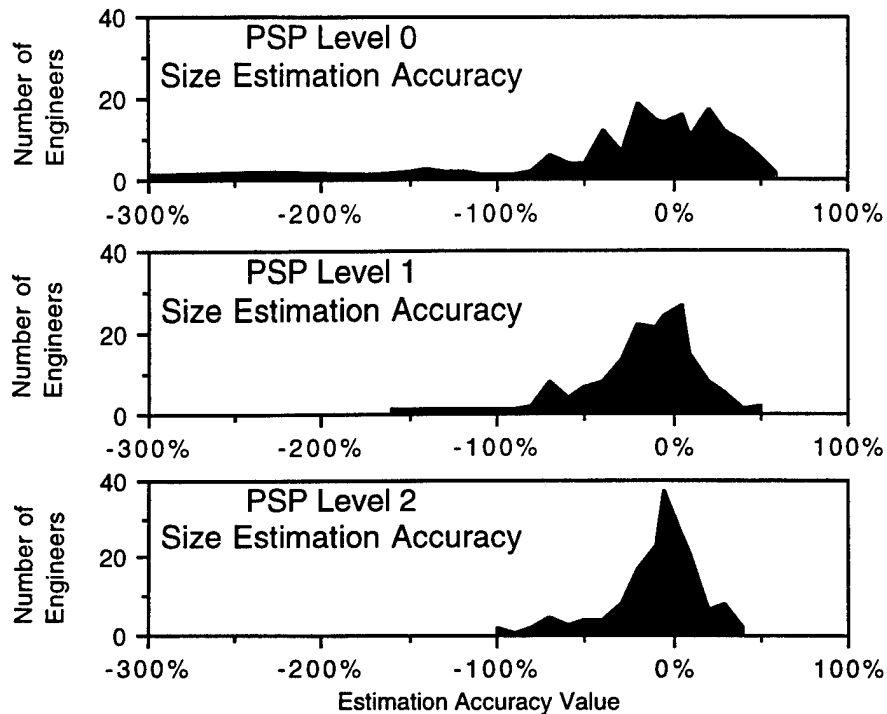 Number of
Engineers
40
20
0
PSP Level 0
Size Estimation Accuracy
-300%
-200%
-100%
0%
100%
Number of
Engineers
40
20
0
PSP Level 1
Size Estimation Accuracy
-300%
-200%
-100%
0%
100%
Number of
Engineers
40
20
0
PSP Level 2
Size Estimation Accuracy
-300%
-200%
-100%
0%
100%
Estimation Accuracy Value